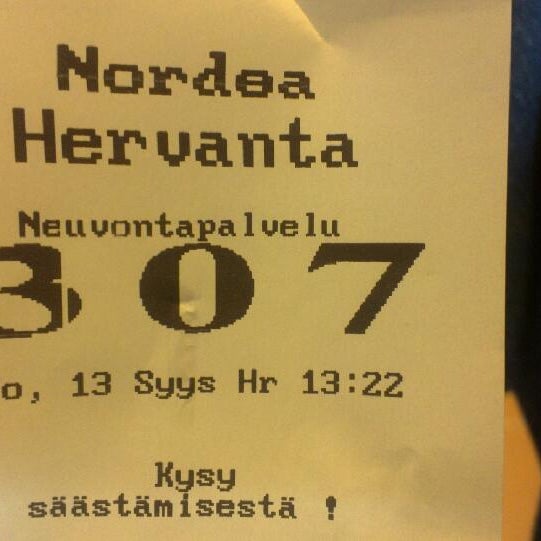 Nordea
Hervanta
Neuvontapalvelu
307
o, 13 Syys Hr 13:22
Kysy
säästämisestä !